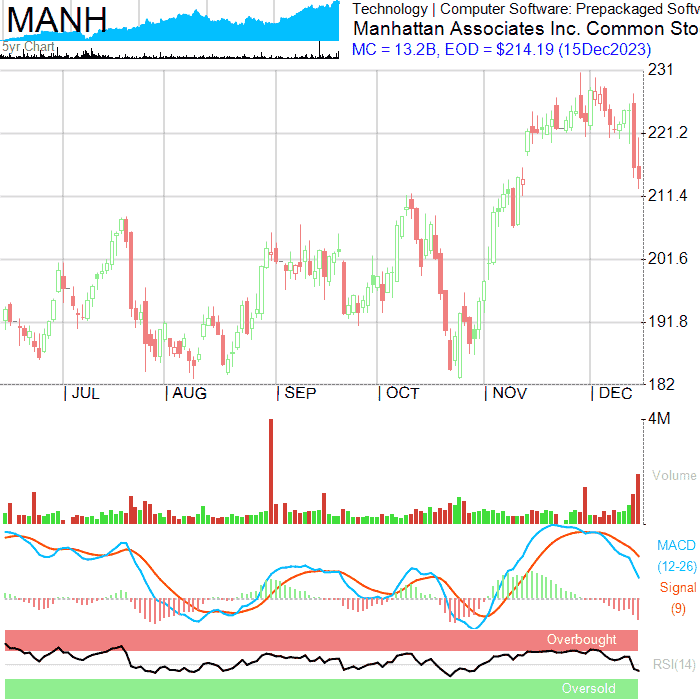 MANH
5yr Chart
Technology | Computer Software: Prepackaged Softw
Manhattan Associates Inc. Common Sto
MC = 13.2B, EOD = $214.19 (15Dec2023)
231
221.2
211.4
201.6
191.8
182
| JUL | AUG | SEP | OCT | NOV | DEC
4M
Volume
MACD
(12-26)
Signal
(9)
Overbought
RSI(14)
Oversold